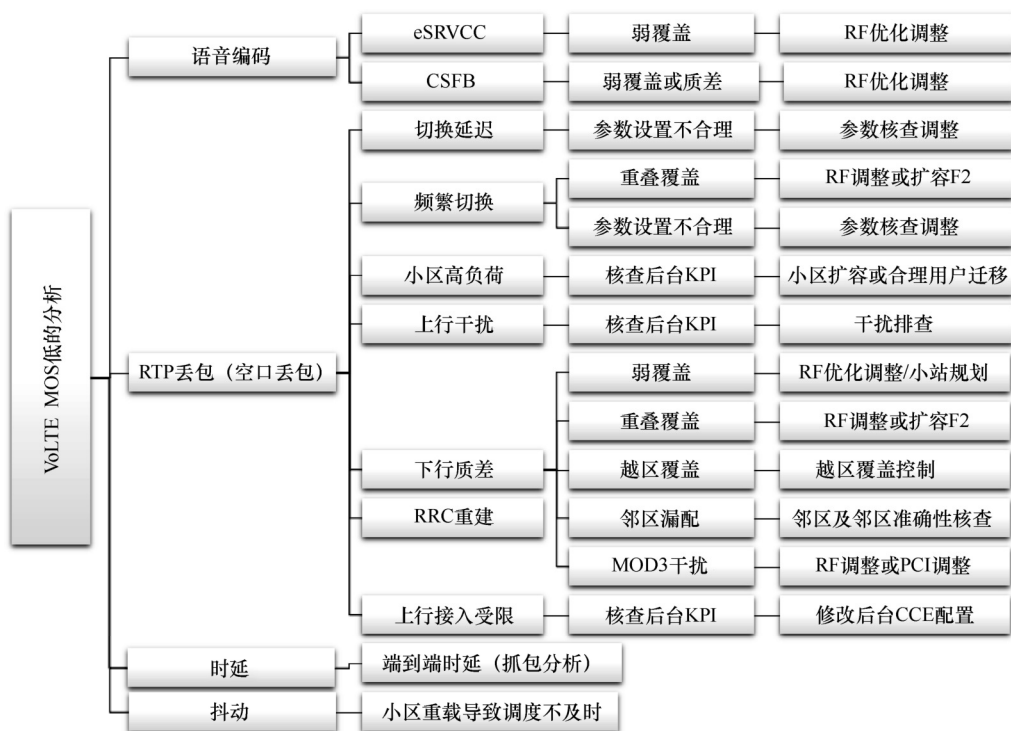 VoLTE MOS低的分析
语音编码
eSRVCC
弱覆盖
RF优化调整
CSFB
弱覆盖或质差
RF优化调整
RTP丢包（空口丢包）
切换延迟
参数设置不合理
参数核查调整
频繁切换
重叠覆盖
RF调整或扩容F2
参数设置不合理
参数核查调整
小区高负荷
核查后台KPI
小区扩容或合理用户迁移
上行干扰
核查后台KPI
干扰排查
下行质差
弱覆盖
RF优化调整/小站规划
重叠覆盖
RF调整或扩容F2
越区覆盖
越区覆盖控制
邻区漏配
邻区及邻区准确性核查
MOD3干扰
RF调整或PCI调整
RRC重建
上行接入受限
核查后台KPI
修改后台CCE配置
时延
端到端时延（抓包分析）
抖动
小区重载导致调度不及时